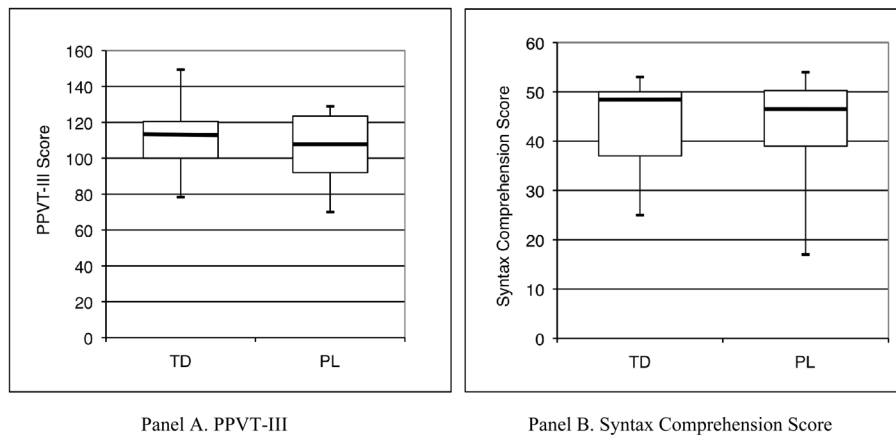 160
140
120
100
80
60
40
20
0
PPVT-III Score
TD
PL
60
50
40
30
20
10
0
Syntax Comprehension Score
TD
PL
Panel A. PPVT-III
Panel B. Syntax Comprehension Score